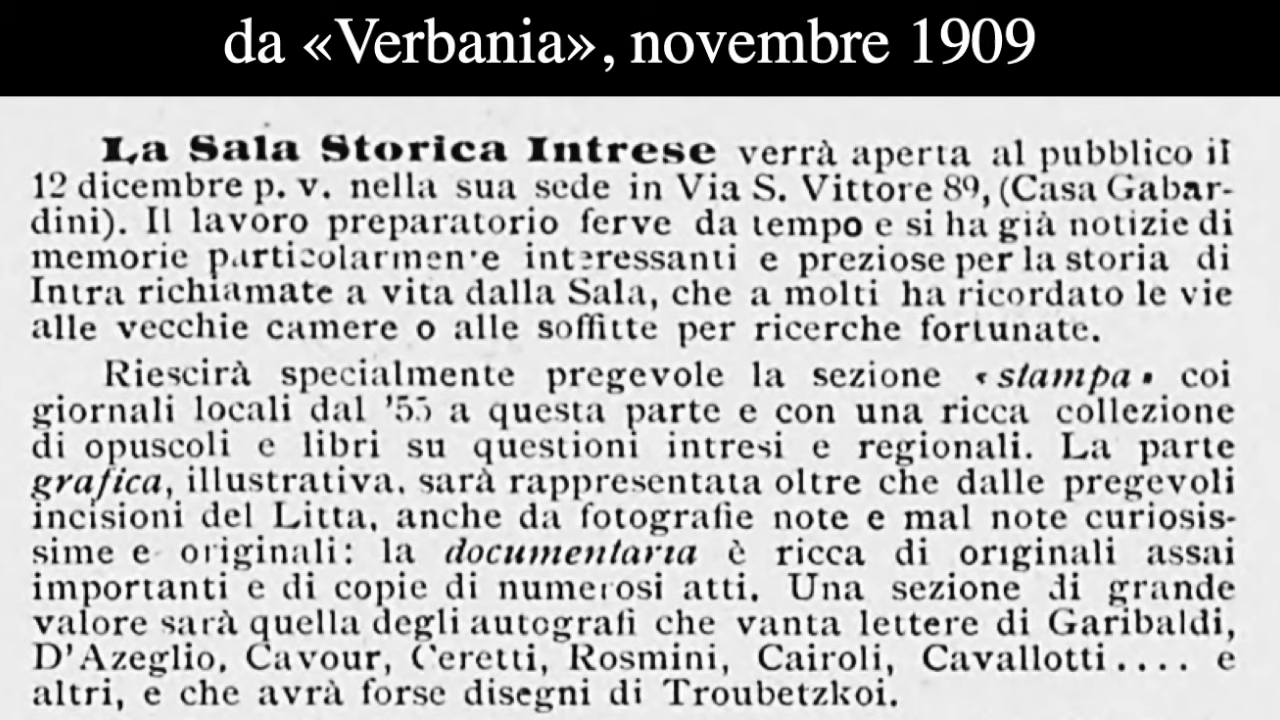 da «Verbania», novembre 1909
La Sala Storica Intrese verrà aperta al pubblico il
12 dicembre p. v. nella sua sede in Via S. Vittore 89, (Casa Gabar-
dini). Il lavoro preparatorio ferve da tempo e si ha già notizie di
memorie particolarmente interessanti e preziose per la storia di
Intra richiamate a vita dalla Sala, che a molti ha ricordato le vie
alle vecchie camere o alle soffitte per ricerche fortunate.
Riescirà specialmente pregevole la sezione «stampa» coi
giornali locali dal '55 a questa parte e con una ricca collezione
di opuscoli e libri su questioni intresi e regionali. La parte
grafica, illustrativa, sarà rappresentata oltre che dalle pregevoli
incisioni del Litta, anche da fotografie note e mal note curiosis-
sime e originali: la documentaria è ricca di originali assai
importanti e di copie di numerosi atti. Una sezione di grande
valore sarà quella degli autografi che vanta lettere di Garibaldi,
D'Azeglio, Cavour, Ceretti, Rosmini, Cairoli, Cavallotti.... e
altri, e che avrà forse disegni di Troubetzkoi.